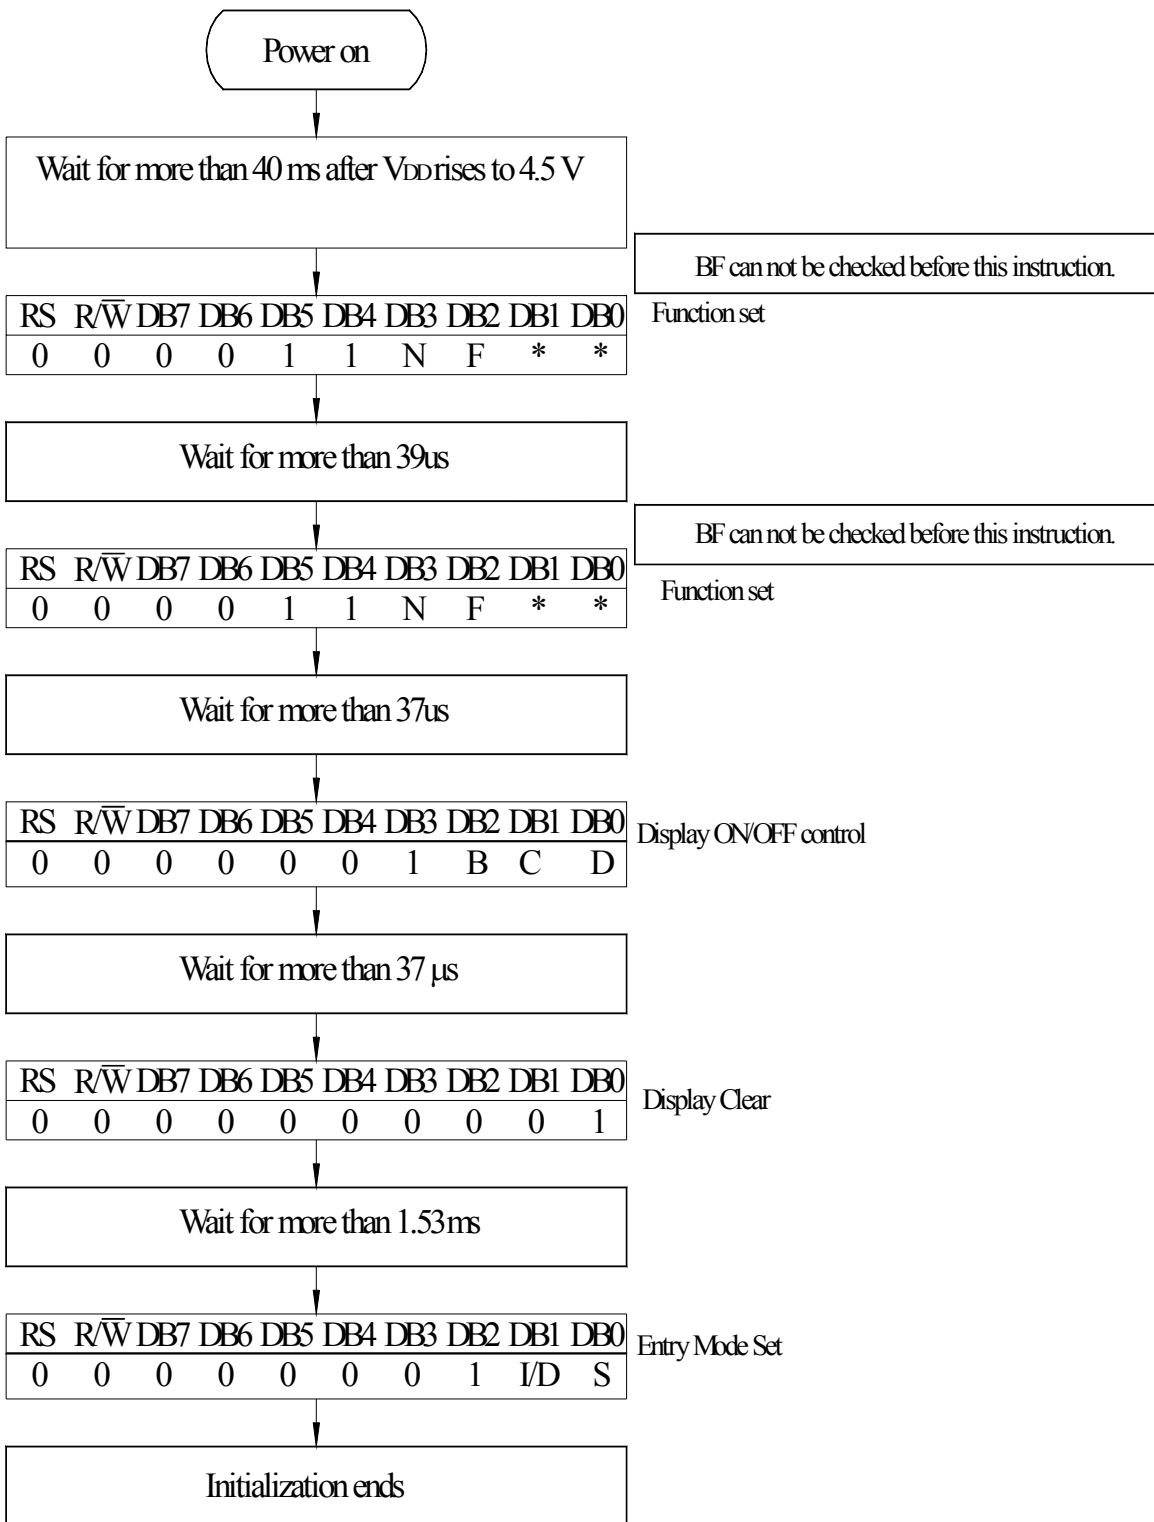 Power on
Wait for more than 40 ms after VDD rises to 4.5 V
BF can not be checked before this instruction.
RS R/W̅ DB7 DB6 DB5 DB4 DB3 DB2 DB1 DB0
Function set
0 0 0 0 1 1 N F * *
Wait for more than 39us
BF can not be checked before this instruction.
RS R/W̅ DB7 DB6 DB5 DB4 DB3 DB2 DB1 DB0
Function set
0 0 0 0 1 1 N F * *
Wait for more than 37us
RS R/W̅ DB7 DB6 DB5 DB4 DB3 DB2 DB1 DB0
Display ON/OFF control
0 0 0 0 0 0 1 B C D
Wait for more than 37 µs
RS R/W̅ DB7 DB6 DB5 DB4 DB3 DB2 DB1 DB0
Display Clear
0 0 0 0 0 0 0 0 0 1
Wait for more than 1.53ms
RS R/W̅ DB7 DB6 DB5 DB4 DB3 DB2 DB1 DB0
Entry Mode Set
0 0 0 0 0 0 0 1 I/D S
Initialization ends